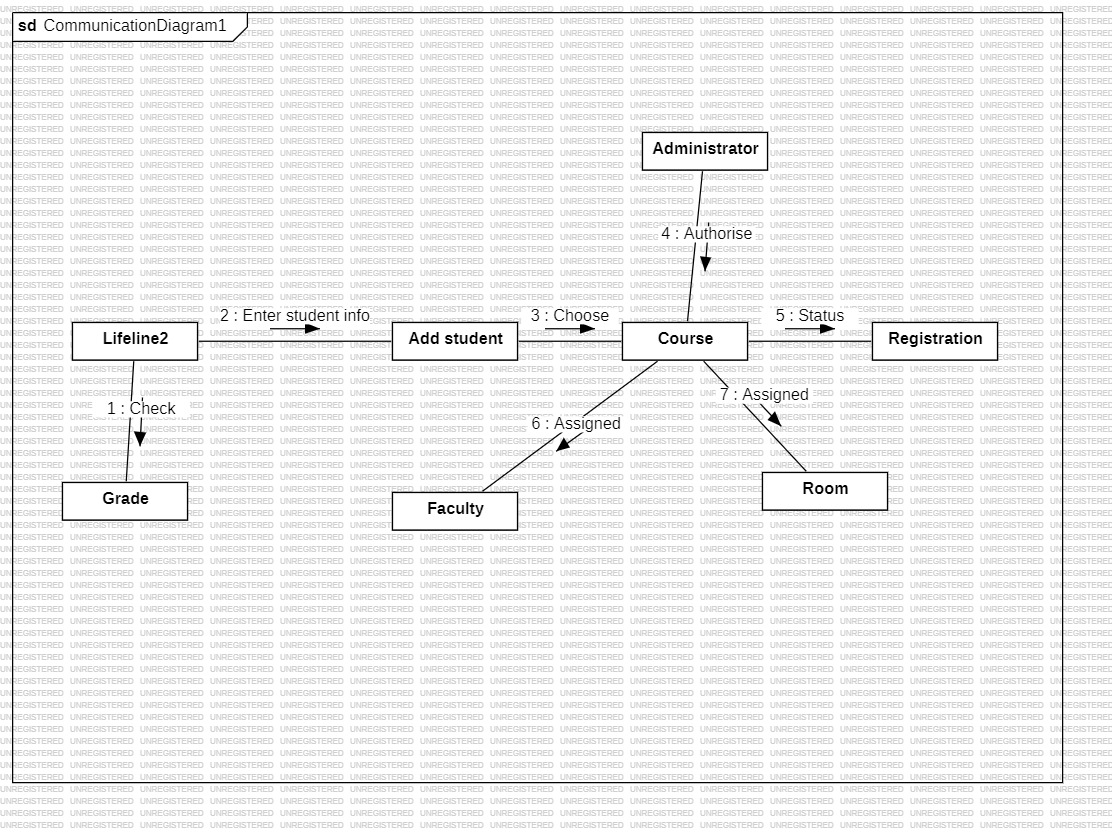 sd CommunicationDiagram1
Administrator
4 : Authorise
2 : Enter student info
3 : Choose
5 : Status
Lifeline2
Add student
Course
Registration
1 : Check
7 : Assigned
6 : Assigned
Grade
Faculty
Room
UNREGISTERED